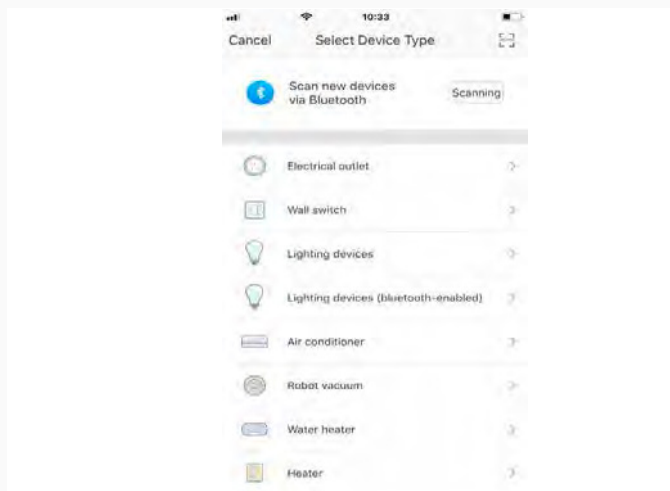 10:33
Cancel Select Device Type
Scan new devices
via Bluetooth
Scanning
Electrical outlet
Wall switch
Lighting devices
Lighting devices (bluetooth-enabled)
Air conditioner
Robot vacuum
Water heater
Heater